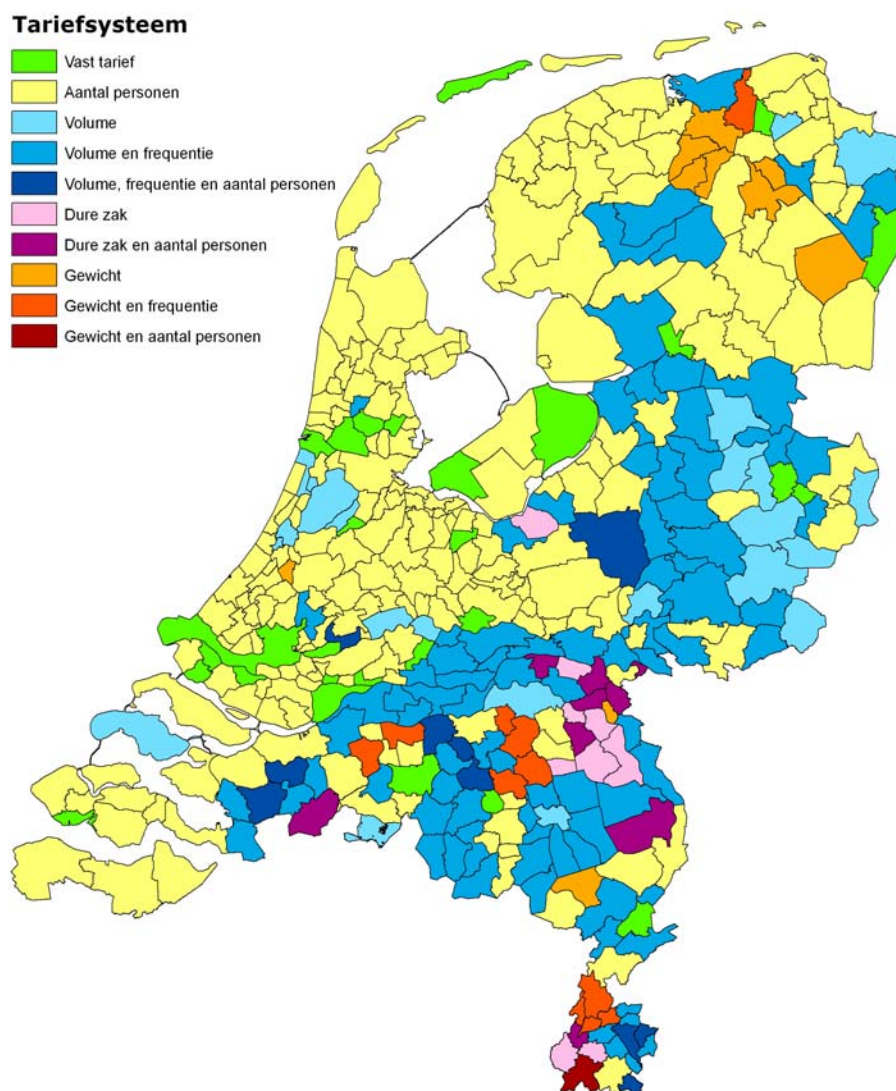 Tariefsysteem
Vast tarief
Aantal personen
Volume
Volume en frequentie
Volume, frequentie en aantal personen
Dure zak
Dure zak en aantal personen
Gewicht
Gewicht en frequentie
Gewicht en aantal personen